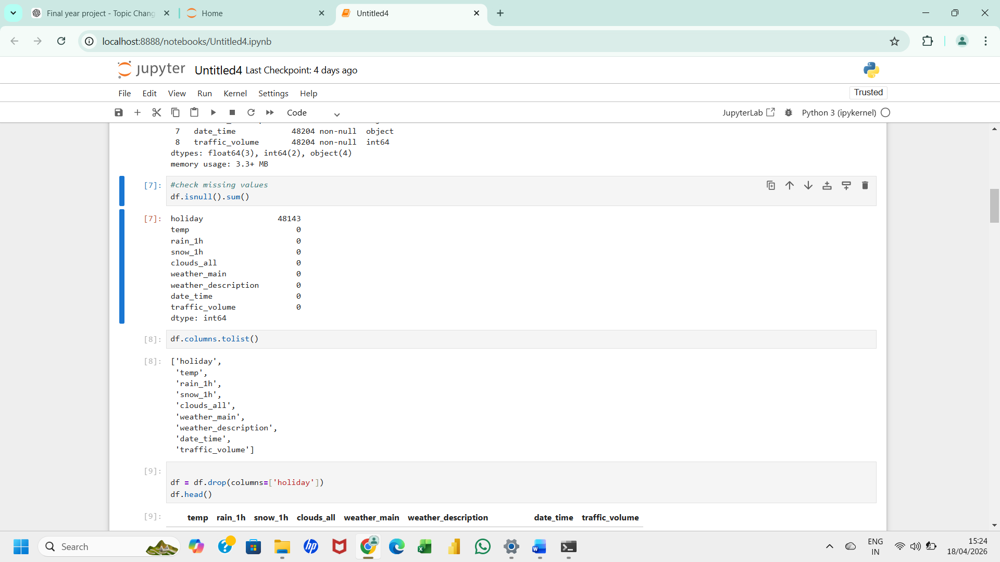 Final year project - Topic Chang
Home
Untitled4
localhost:8888/notebooks/Untitled4.ipynb
jupyter Untitled4 Last Checkpoint: 4 days ago
File Edit View Run Kernel Settings Help
Trusted
Code
JupyterLab
Python 3 (ipykernel)
7 date_time 48204 non-null object
8 traffic_volume 48204 non-null int64
dtypes: float64(3), int64(2), object(4)
memory usage: 3.3+ MB
[7]: #check missing values
df.isnull().sum()
[7]: holiday 48143
temp 0
rain_1h 0
snow_1h 0
clouds_all 0
weather_main 0
weather_description 0
date_time 0
traffic_volume 0
dtype: int64
[8]: df.columns.tolist()
[8]: ['holiday',
'temp',
'rain_1h',
'snow_1h',
'clouds_all',
'weather_main',
'weather_description',
'date_time',
'traffic_volume']
[9]:
df = df.drop(columns=['holiday'])
df.head()
[9]: temp rain_1h snow_1h clouds_all weather_main weather_description date_time traffic_volume
Search
ENG
IN
15:24
18/04/2026